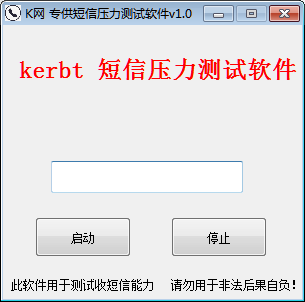 K网 专供短信压力测试软件v1.0
kerbt 短信压力测试软件
启动 停止
此软件用于测试收短信能力 请勿用于非法后果自负!